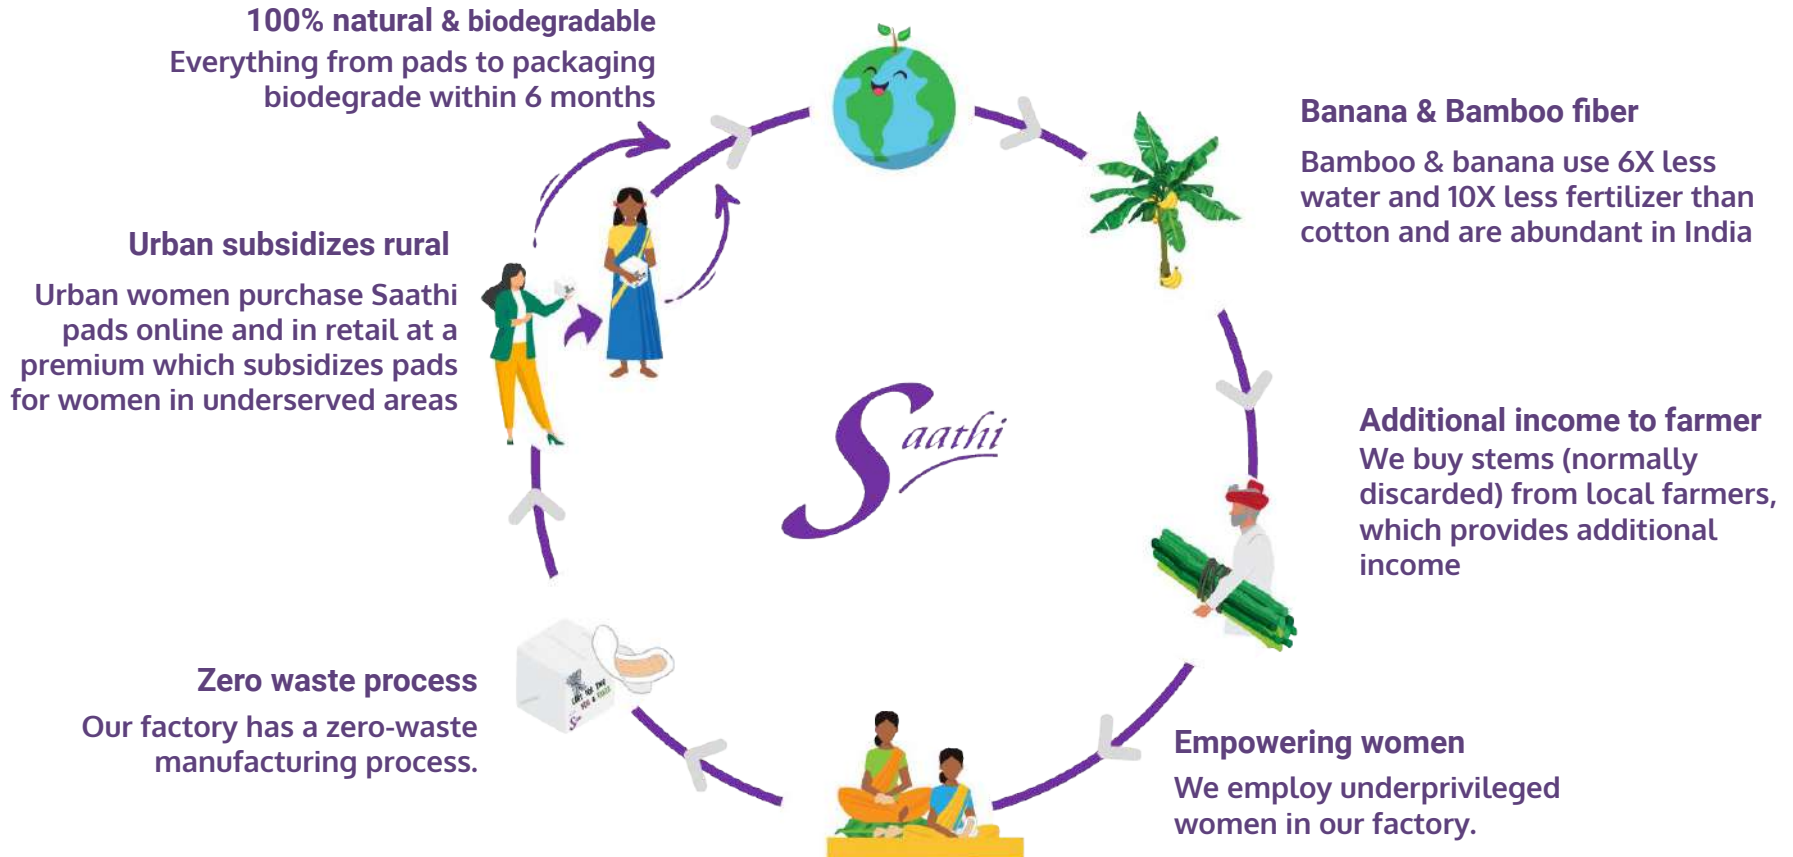 100% natural & biodegradable
Everything from pads to packaging
biodegrade within 6 months
Banana & Bamboo fiber
Bamboo & banana use 6X less
water and 10X less fertilizer than
cotton and are abundant in India
Urban subsidizes rural
Urban women purchase Saathi
pads online and in retail at a
premium which subsidizes pads
for women in underserved areas
Saathi
Additional income to farmer
We buy stems (normally
discarded) from local farmers,
which provides additional
income
Zero waste process
Our factory has a zero-waste
manufacturing process.
Empowering women
We employ underprivileged
women in our factory.